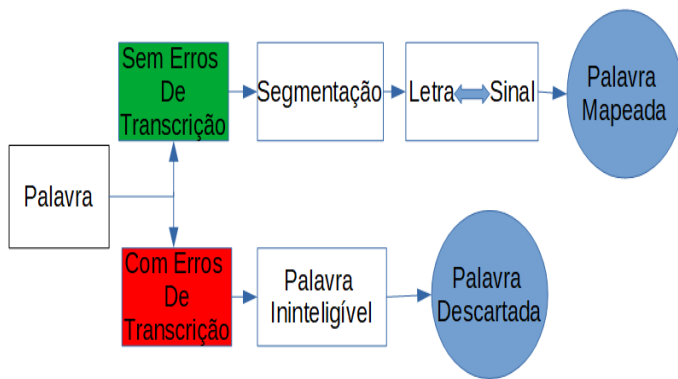 Sem Erros
De
Transcrição
Segmentação
Letra Sinal
Palavra
Mapeada
Palavra
Com Erros
De
Transcrição
Palavra
Ininteligível
Palavra
Descartada